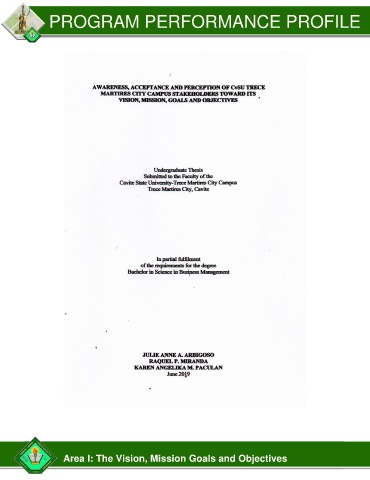 PROGRAM PERFORMANCE PROFILE
AWARENESS, ACCEPTANCE AND PERCEPTION OF CvSU TRECE
MARTIRES CITY CAMPUS STAKEHOLDERS TOWARD ITS
VISION, MISSION, GOALS AND OBJECTIVES
Undergraduate Thesis
Submitted to the Faculty of the
Cavite State University-Trece Martires City Campus
Trece Martires City, Cavite
In partial fulfillment
of the requirements for the degree
Bachelor in Science in Business Management
JULIE ANNE A. ARBIGOSO
RAQUEL P. MIRANDA
KAREN ANGELIKA M. PACULAN
June 2019
Area I: The Vision, Mission Goals and Objectives